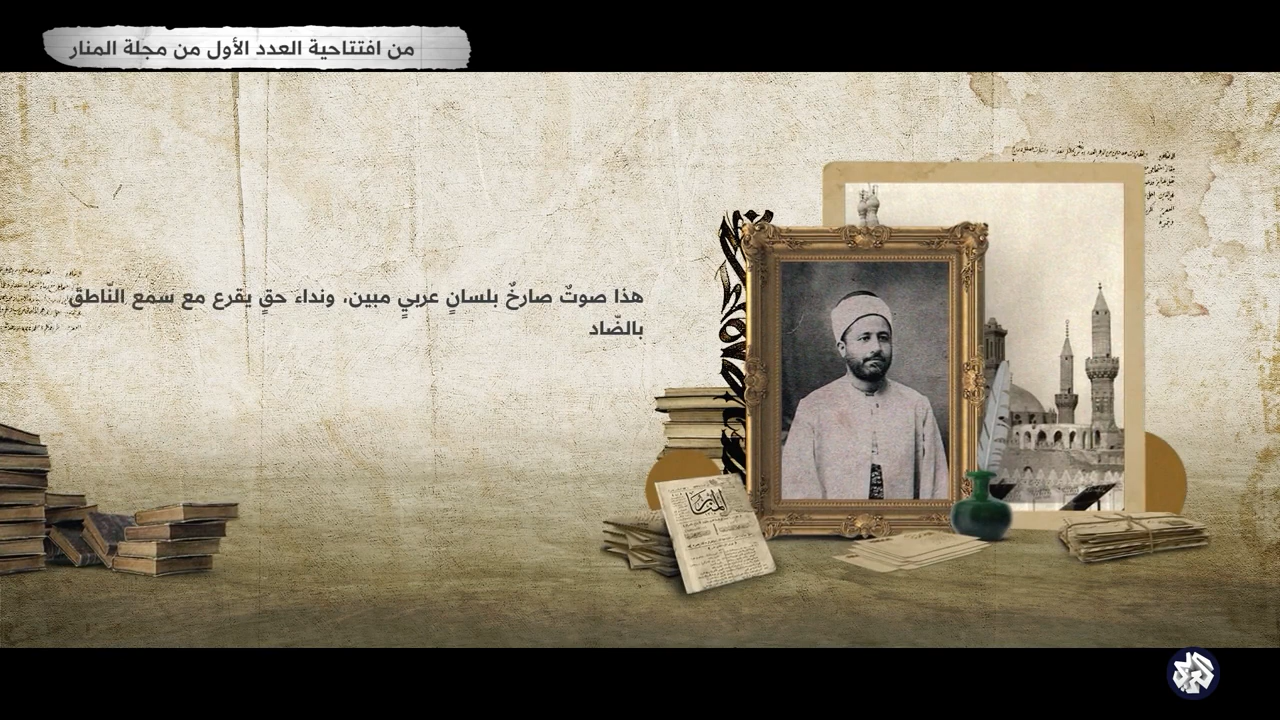 من افتتاحية العدد الأول من مجلة المنار
هذا صوتٌ صارخٌ بلسانٍ عربيٍ مبين، ونداء حقٍ يقرع مع سمع النّاطق
بالضّاد
المنار